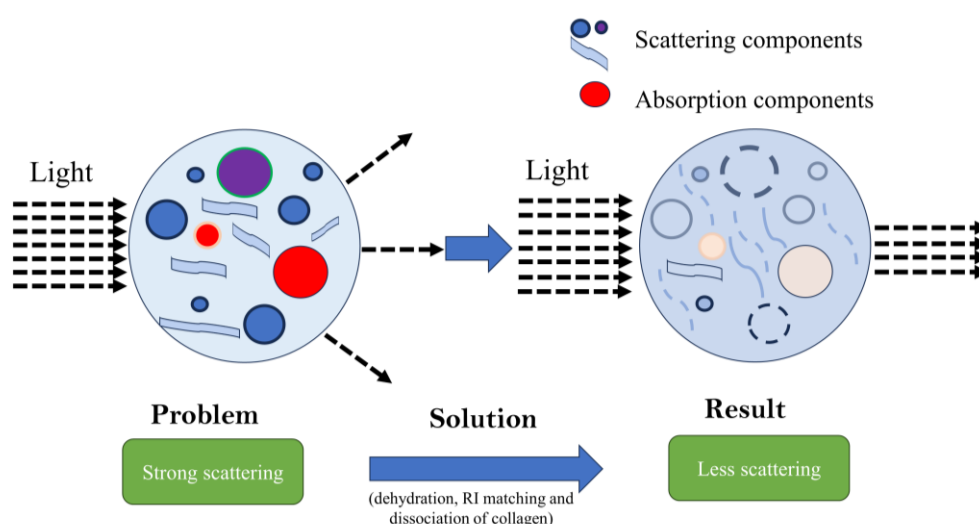 Scattering components
Absorption components
Light
Light
Problem
Solution
Result
Strong scattering
Less scattering
(dehydration, RI matching and
dissociation of collagen)